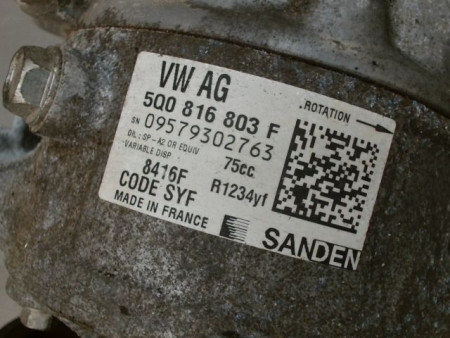 VW AG
5Q0 816 803 F
ROTATION
SN 09579302763
OIL: SP-A2 OR EQUIV 75cc
VARIABLE DISP
8416F R1234yf
CODE SYF
MADE IN FRANCE
SANDEN